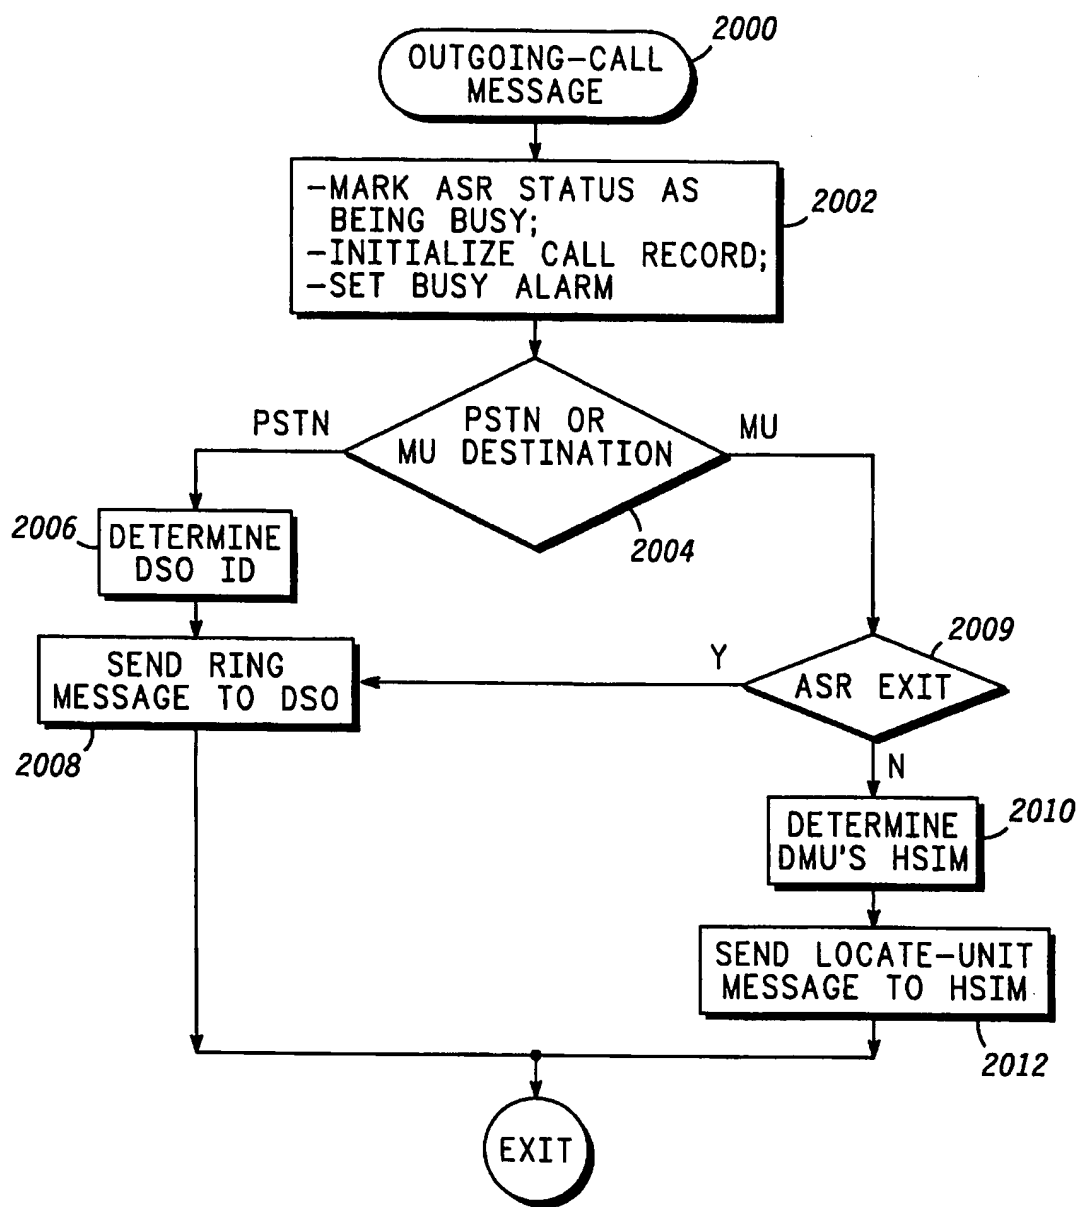 2000
OUTGOING-CALL
MESSAGE
2002
-MARK ASR STATUS AS
BEING BUSY;
-INITIALIZE CALL RECORD;
-SET BUSY ALARM
PSTN
PSTN OR
MU DESTINATION
MU
2004
2006
DETERMINE
DSO ID
2009
Y
ASR EXIT
SEND RING
MESSAGE TO DSO
2008
N
2010
DETERMINE
DMU'S HSIM
SEND LOCATE-UNIT
MESSAGE TO HSIM
2012
EXIT